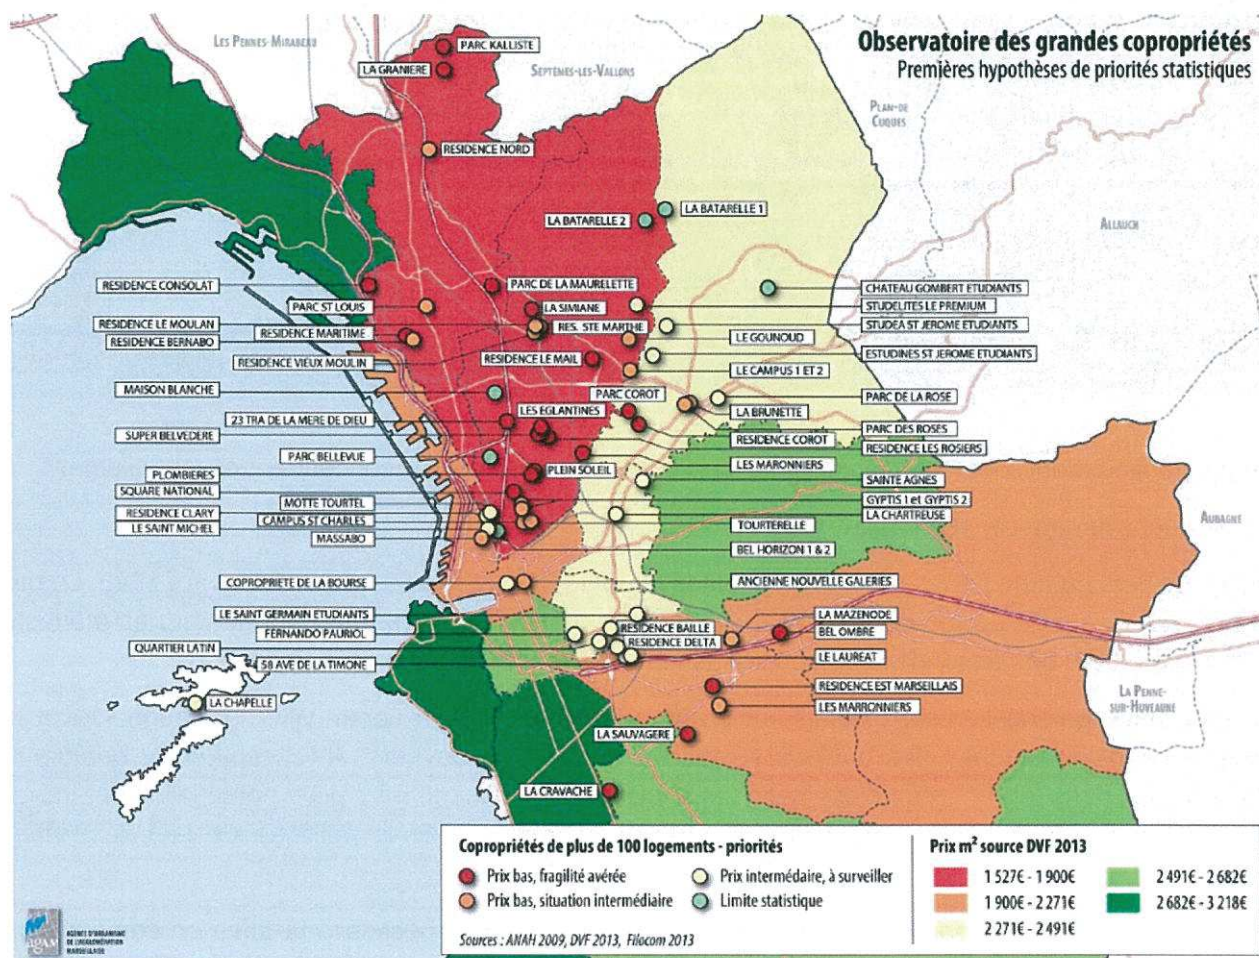 Observatoire des grandes copropriétés
Premières hypothèses de priorités statistiques
LES PENNES-MIRABEAU
SEPTÈMES-LES-VALLONS
PLAN-DE
CUQUES
ALLAUCH
AUBAGNE
LA PENNE-
SUR-HUVEAUNE
PARC KALLISTE
LA GRANIERE
RESIDENCE NORD
LA BATARELLE 2
LA BATARELLE 1
RESIDENCE CONSOLAT
PARC ST LOUIS
RESIDENCE LE MOULAN
RESIDENCE MARITIME
RESIDENCE BERNABO
RESIDENCE VIEUX MOULIN
MAISON BLANCHE
23 TRA DE LA MERE DE DIEU
SUPER BELVEDERE
PARC BELLEVUE
PLOMBIERES
SQUARE NATIONAL
MOTTE TOURTEL
RESIDENCE CLARY
CAMPUS ST CHARLES
LE SAINT MICHEL
MASSABO
COPROPRIETE DE LA BOURSE
LE SAINT GERMAIN ETUDIANTS
FERNANDO PAURIOL
QUARTIER LATIN
58 AVE DE LA TIMONE
LA CHAPELLE
PARC DE LA MAURELETTE
LA SIMIANE
RES. STE MARTHE
RESIDENCE LE MAIL
PARC COROT
LES EGLANTINES
PLEIN SOLEIL
CHATEAU GOMBERT ETUDIANTS
STUDELITES LE PREMIUM
STUDEA ST JEROME ETUDIANTS
LE GOUNOUD
ESTUDINES ST JEROME ETUDIANTS
LE CAMPUS 1 ET 2
PARC DE LA ROSE
LA BRUNETTE
PARC DES ROSES
RESIDENCE COROT
RESIDENCE LES ROSIERS
LES MARONNIERS
SAINTE AGNES
GYPTIS 1 et GYPTIS 2
LA CHARTREUSE
TOURTERELLE
BEL HORIZON 1 & 2
ANCIENNE NOUVELLE GALERIES
LA MAZENODE
RESIDENCE BAILLE
BEL OMBRE
RESIDENCE DELTA
LE LAUREAT
RESIDENCE EST MARSEILLAIS
LES MARRONNIERS
LA SAUVAGERE
LA CRAVACHE
Copropriétés de plus de 100 logements - priorités
Prix bas, fragilité avérée
Prix bas, situation intermédiaire
Prix intermédaire, à surveiller
Limite statistique
Sources : ANAH 2009, DVF 2013, Filocom 2013
Prix m² source DVF 2013
1 527€ - 1 900€
1 900€ - 2 271€
2 271€ - 2 491€
2 491€ - 2 682€
2 682€ - 3 218€
agam
AGENCE D'URBANISME
DE L'AGGLOMÉRATION
MARSEILLAISE